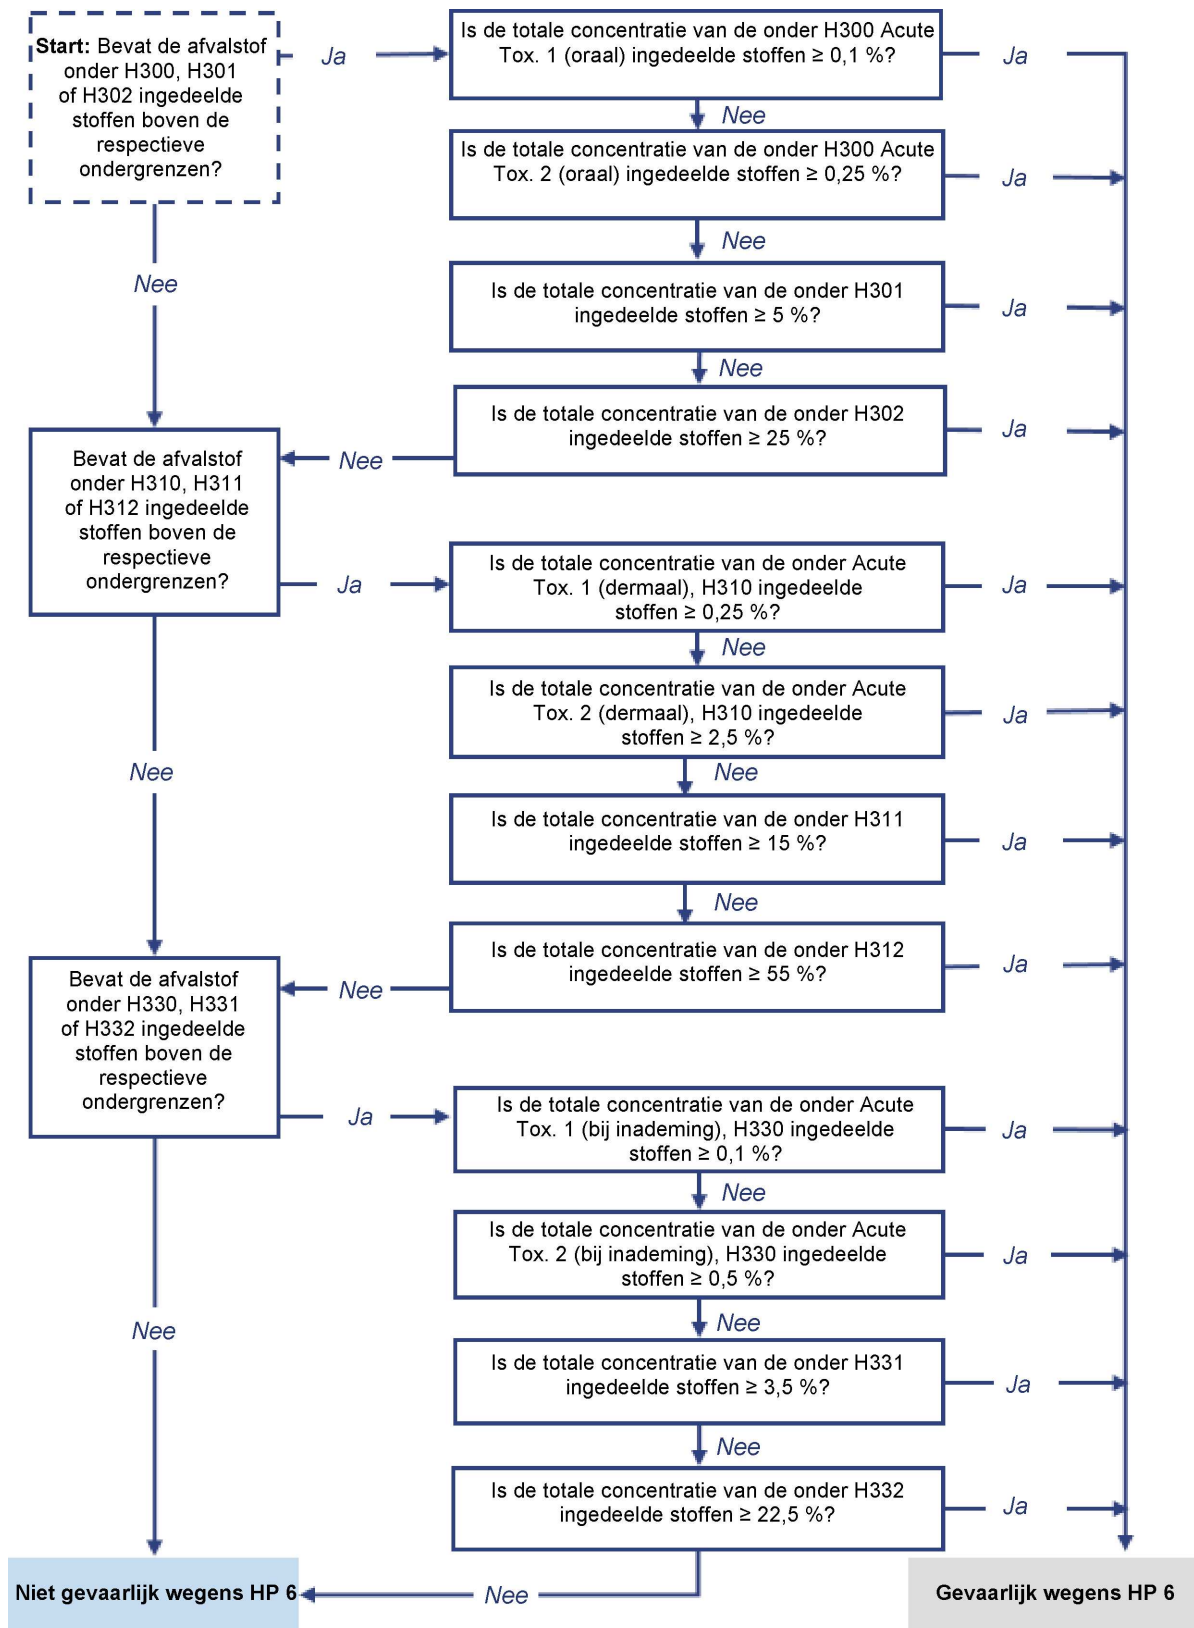 Start: Bevat de afvalstof
onder H300, H301
of H302 ingedeelde
stoffen boven de
respectieve
ondergrenzen?
Ja
Is de totale concentratie van de onder H300 Acute
Tox. 1 (oraal) ingedeelde stoffen ≥ 0,1 %?
Ja
Nee
Is de totale concentratie van de onder H300 Acute
Tox. 2 (oraal) ingedeelde stoffen ≥ 0,25 %?
Ja
Nee
Nee
Is de totale concentratie van de onder H301
ingedeelde stoffen ≥ 5 %?
Ja
Nee
Is de totale concentratie van de onder H302
ingedeelde stoffen ≥ 25 %?
Ja
Nee
Bevat de afvalstof
onder H310, H311
of H312 ingedeelde
stoffen boven de
respectieve
ondergrenzen?
Ja
Is de totale concentratie van de onder Acute
Tox. 1 (dermaal), H310 ingedeelde
stoffen ≥ 0,25 %?
Ja
Nee
Is de totale concentratie van de onder Acute
Tox. 2 (dermaal), H310 ingedeelde
stoffen ≥ 2,5 %?
Ja
Nee
Nee
Is de totale concentratie van de onder H311
ingedeelde stoffen ≥ 15 %?
Ja
Nee
Is de totale concentratie van de onder H312
ingedeelde stoffen ≥ 55 %?
Ja
Nee
Bevat de afvalstof
onder H330, H331
of H332 ingedeelde
stoffen boven de
respectieve
ondergrenzen?
Ja
Is de totale concentratie van de onder Acute
Tox. 1 (bij inademing), H330 ingedeelde
stoffen ≥ 0,1 %?
Ja
Nee
Is de totale concentratie van de onder Acute
Tox. 2 (bij inademing), H330 ingedeelde
stoffen ≥ 0,5 %?
Ja
Nee
Nee
Is de totale concentratie van de onder H331
ingedeelde stoffen ≥ 3,5 %?
Ja
Nee
Is de totale concentratie van de onder H332
ingedeelde stoffen ≥ 22,5 %?
Ja
Niet gevaarlijk wegens HP 6
Nee
Gevaarlijk wegens HP 6